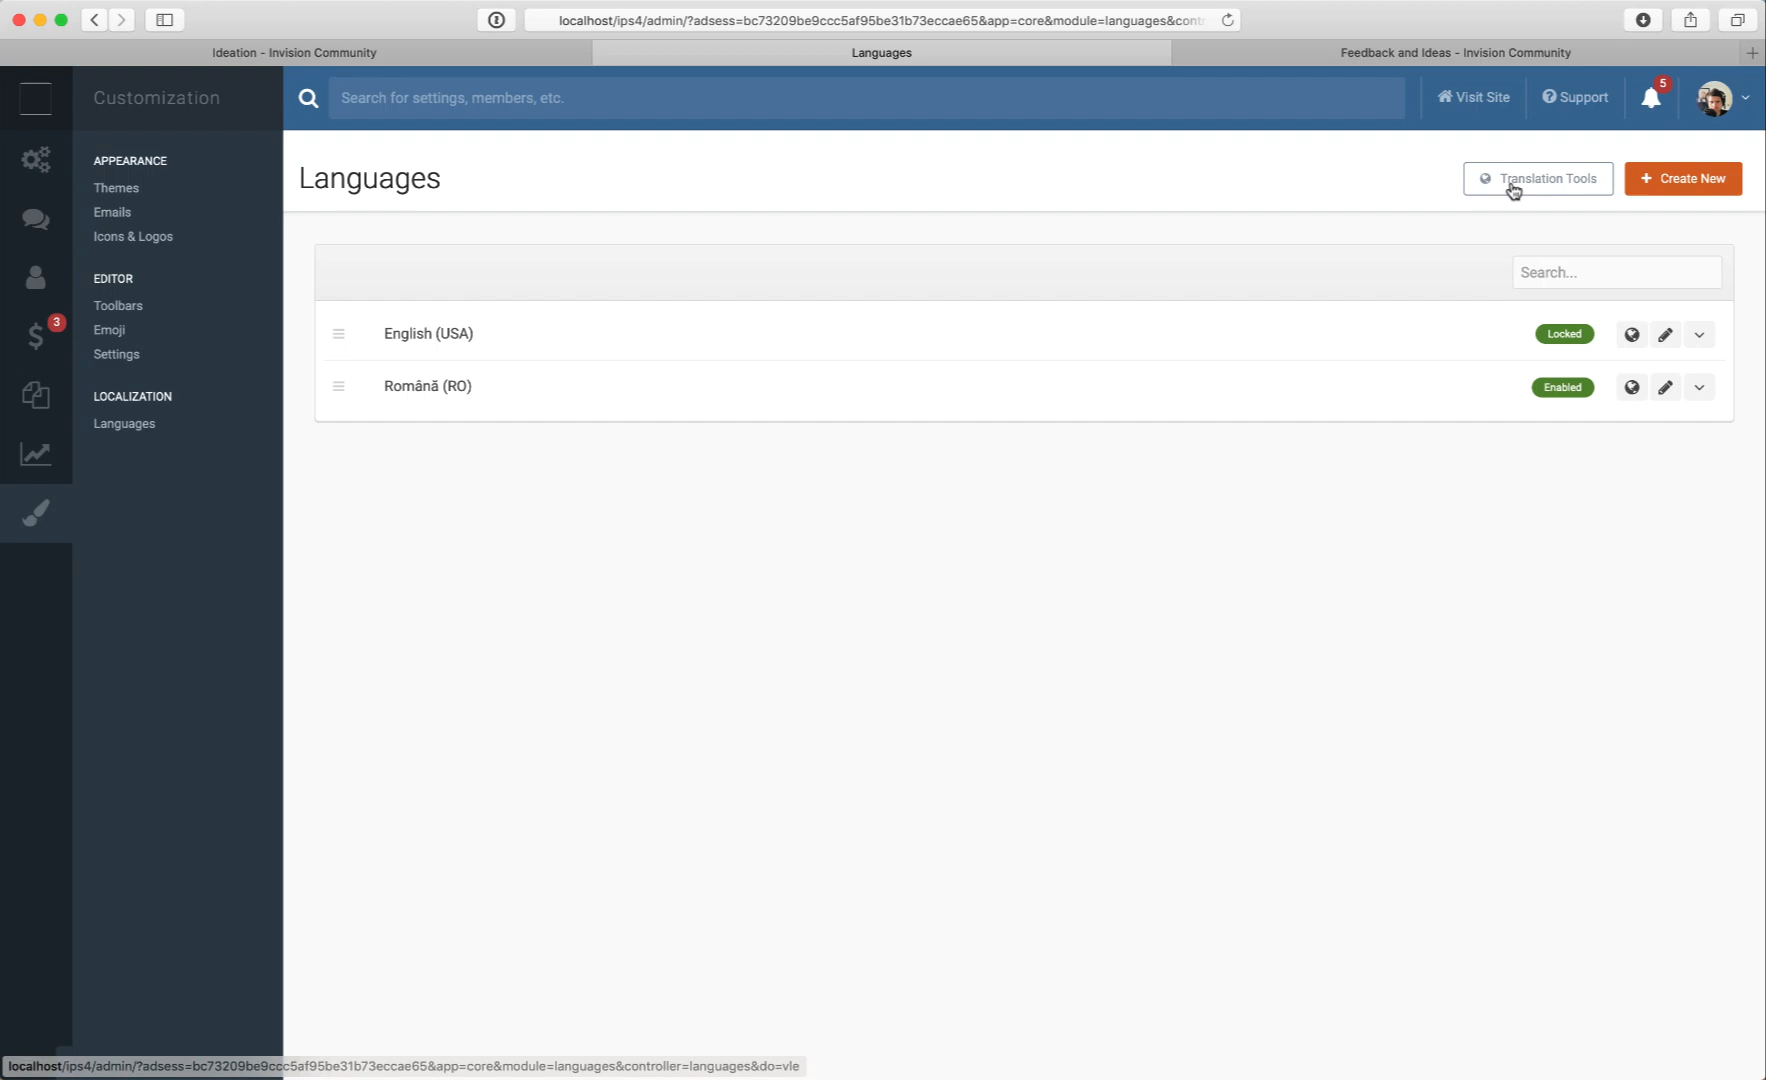 localhost/ips4/admin/?adsess=bc73209be9ccc5af95be31b73eccae65&app=core&module=languages&contr
Ideation - Invision Community
Languages
Feedback and Ideas - Invision Community
Customization
Search for settings, members, etc.
Visit Site
Support
5
APPEARANCE
Themes
Emails
Icons & Logos
EDITOR
Toolbars
Emoji
Settings
LOCALIZATION
Languages
3
Languages
Translation Tools
+ Create New
Search...
English (USA)
Locked
Română (RO)
Enabled
localhost/ips4/admin/?adsess=bc73209be9ccc5af95be31b73eccae65&app=core&module=languages&controller=languages&do=vle